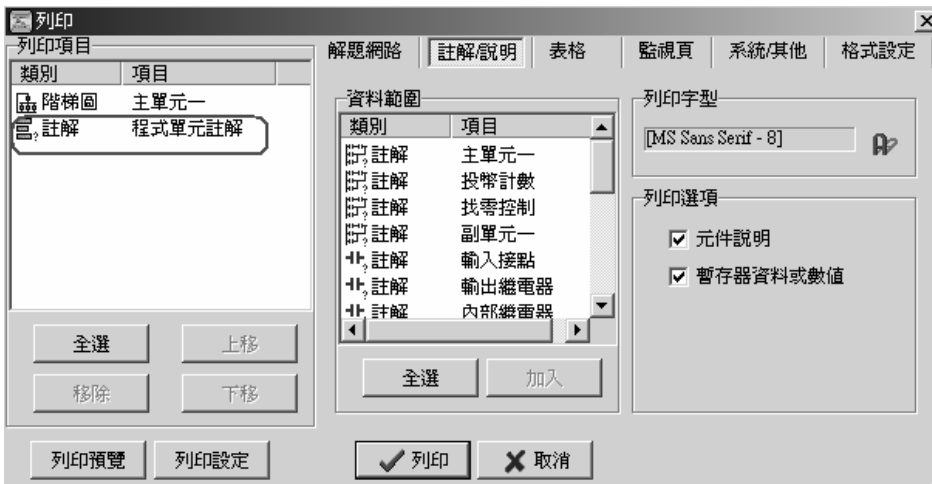 列印
列印項目
類別 項目
階梯圖 主單元一
註解 程式單元註解
全選 上移
移除 下移
列印預覽 列印設定
解題網路 註解/說明 表格 監視頁 系統/其他 格式設定
資料範圍
類別 項目
註解 主單元一
註解 投幣計數
註解 找零控制
註解 副單元一
註解 輸入接點
註解 輸出繼電器
註解 內部繼電器
全選 加入
列印字型
[MS Sans Serif - 8]
列印選項
元件說明
暫存器資料或數值
列印 取消